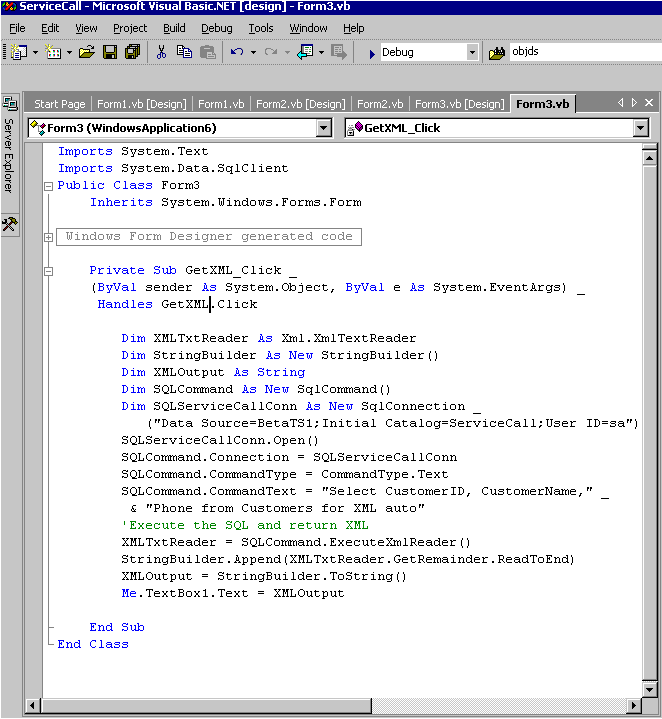 ServiceCall - Microsoft Visual Basic.NET [design] - Form3.vb
File Edit View Project Build Debug Tools Window Help
Debug objds
Start Page Form1.vb [Design] Form1.vb Form2.vb [Design] Form2.vb Form3.vb [Design] Form3.vb
Server Explorer
Form3 (WindowsApplication6) GetXML_Click
Imports System.Text
Imports System.Data.SqlClient
Public Class Form3
Inherits System.Windows.Forms.Form
Windows Form Designer generated code
Private Sub GetXML_Click _
(ByVal sender As System.Object, ByVal e As System.EventArgs) _
Handles GetXML.Click
Dim XMLTxtReader As Xml.XmlTextReader
Dim StringBuilder As New StringBuilder()
Dim XMLOutput As String
Dim SQLCommand As New SqlCommand()
Dim SQLServiceCallConn As New SqlConnection _
("Data Source=BetaTS1;Initial Catalog=ServiceCall;User ID=sa")
SQLServiceCallConn.Open()
SQLCommand.Connection = SQLServiceCallConn
SQLCommand.CommandType = CommandType.Text
SQLCommand.CommandText = "Select CustomerID, CustomerName," _
& "Phone from Customers for XML auto"
'Execute the SQL and return XML
XMLTxtReader = SQLCommand.ExecuteXmlReader()
StringBuilder.Append(XMLTxtReader.GetRemainder.ReadToEnd)
XMLOutput = StringBuilder.ToString()
Me.TextBox1.Text = XMLOutput
End Sub
End Class